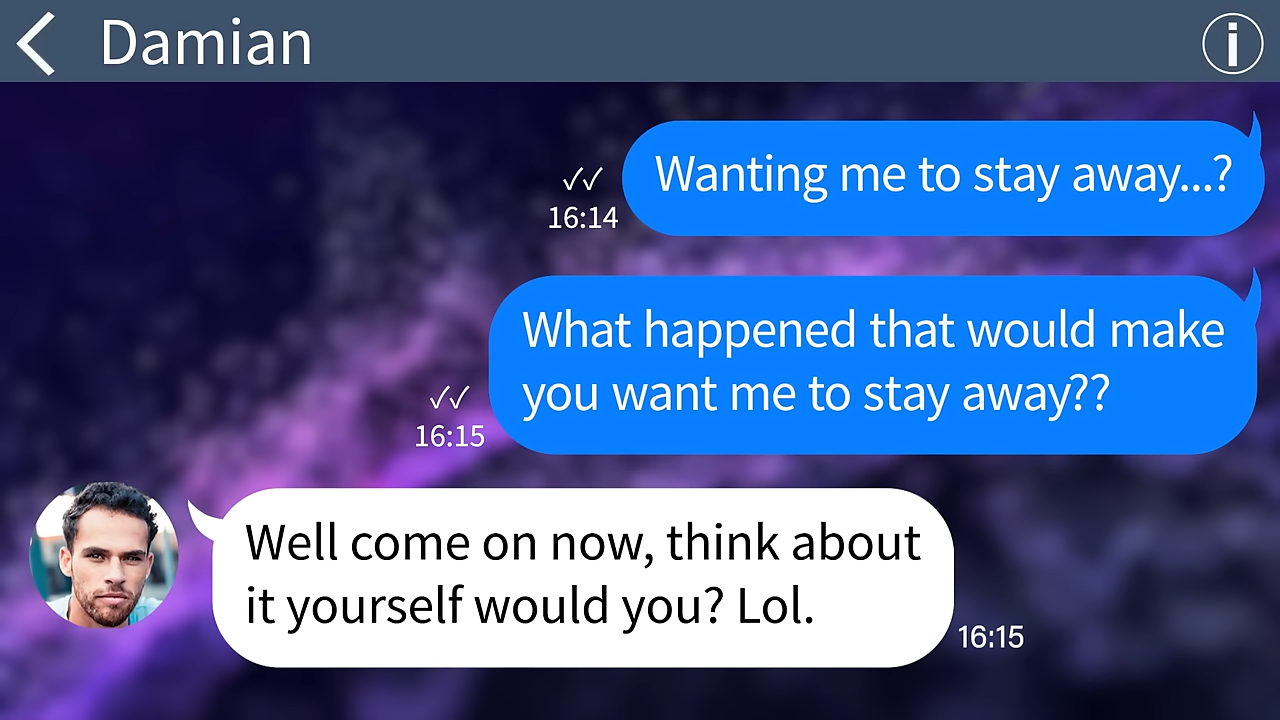 Damian
Wanting me to stay away...?
16:14
What happened that would make
you want me to stay away??
16:15
Well come on now, think about
it yourself would you? Lol.
16:15